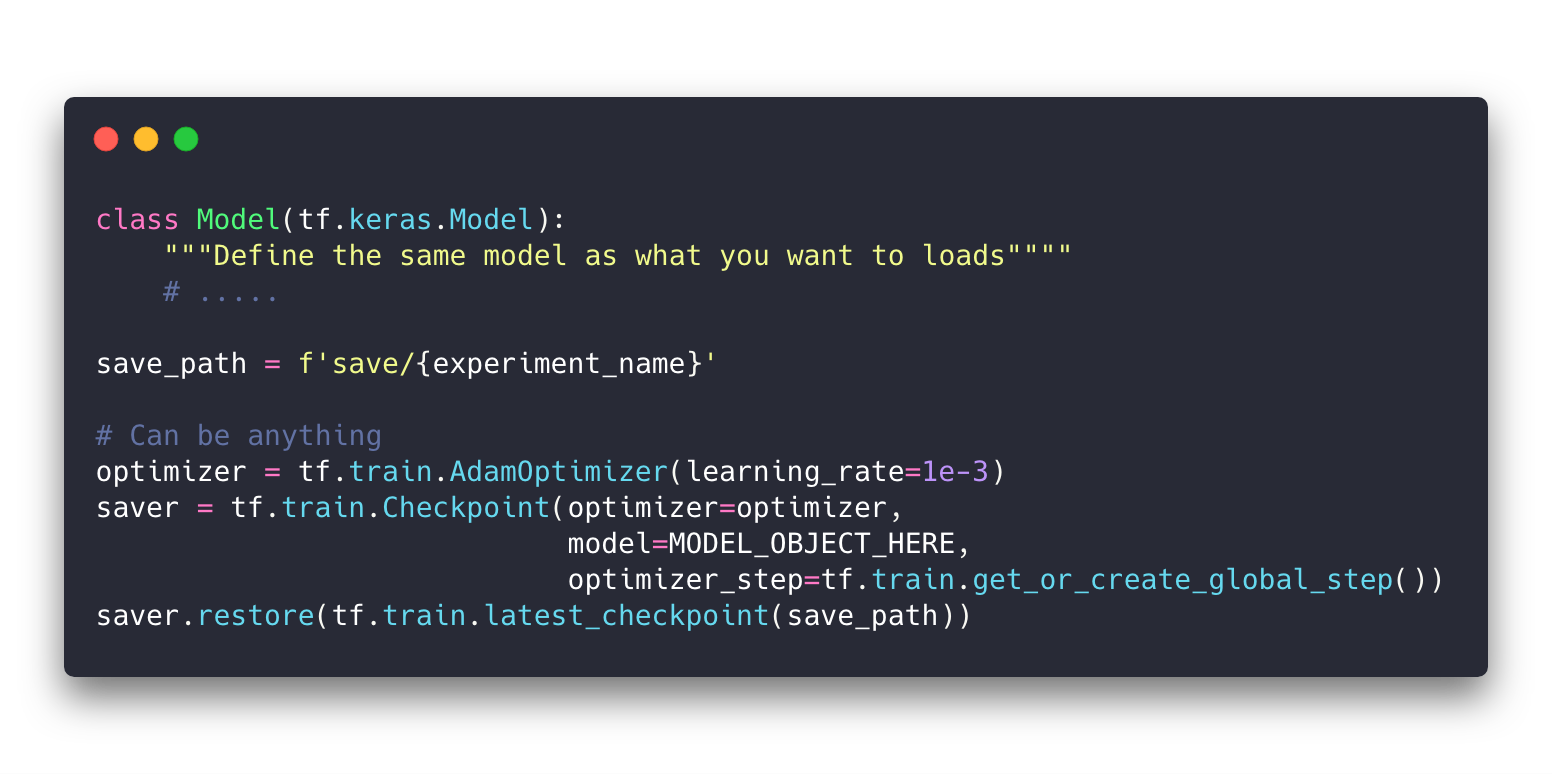 class Model(tf.keras.Model):
    """Define the same model as what you want to loads""""
    # .....

save_path = f'save/{experiment_name}'

# Can be anything
optimizer = tf.train.AdamOptimizer(learning_rate=1e-3)
saver = tf.train.Checkpoint(optimizer=optimizer,
                            model=MODEL_OBJECT_HERE,
                            optimizer_step=tf.train.get_or_create_global_step())
saver.restore(tf.train.latest_checkpoint(save_path))